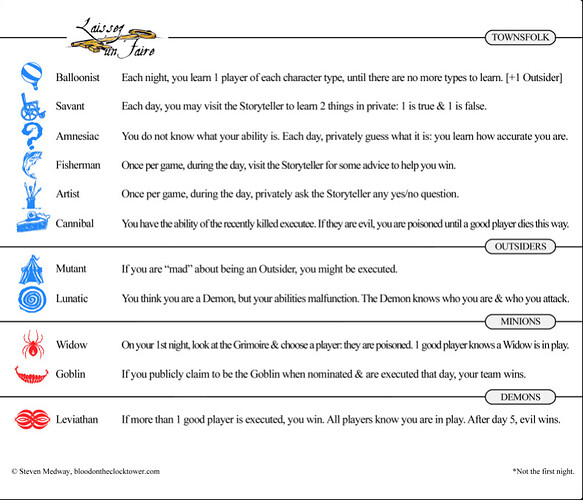 Laissez un Faire
TOWNSFOLK
Balloonist Each night, you learn 1 player of each character type, until there are no more types to learn. [+1 Outsider]
Savant Each day, you may visit the Storyteller to learn 2 things in private: 1 is true & 1 is false.
Amnesiac You do not know what your ability is. Each day, privately guess what it is: you learn how accurate you are.
Fisherman Once per game, during the day, visit the Storyteller for some advice to help you win.
Artist Once per game, during the day, privately ask the Storyteller any yes/no question.
Cannibal You have the ability of the recently killed executee. If they are evil, you are poisoned until a good player dies this way.
OUTSIDERS
Mutant If you are “mad” about being an Outsider, you might be executed.
Lunatic You think you are a Demon, but your abilities malfunction. The Demon knows who you are & who you attack.
MINIONS
Widow On your 1st night, look at the Grimoire & choose a player: they are poisoned. 1 good player knows a Widow is in play.
Goblin If you publicly claim to be the Goblin when nominated & are executed that day, your team wins.
DEMONS
Leviathan If more than 1 good player is executed, you win. All players know you are in play. After day 5, evil wins.
© Steven Medway, bloodontheclocktower.com *Not the first night.